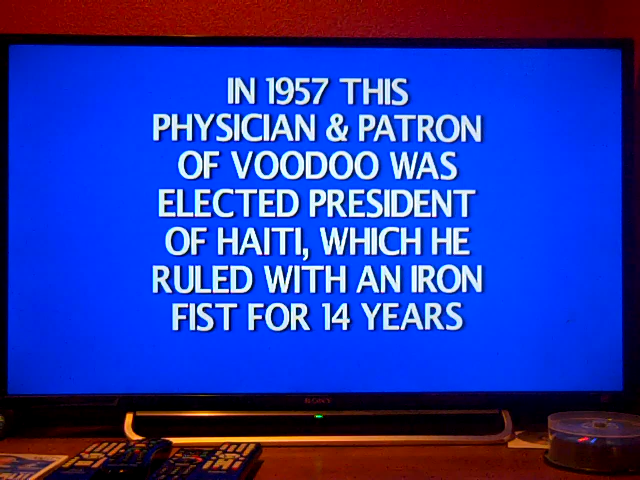 IN 1957 THIS
PHYSICIAN & PATRON
OF VOODOO WAS
ELECTED PRESIDENT
OF HAITI, WHICH HE
RULED WITH AN IRON
FIST FOR 14 YEARS
SONY